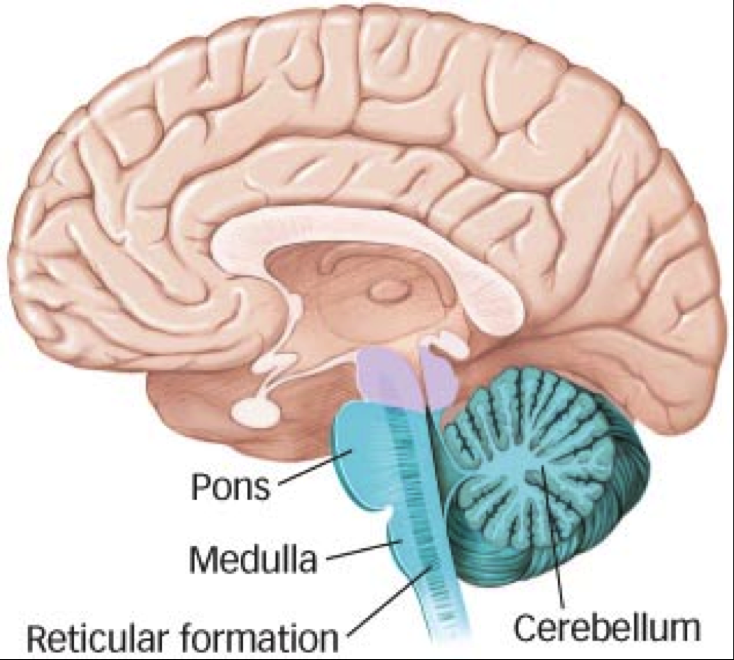 Pons
Medulla
Reticular formation
Cerebellum